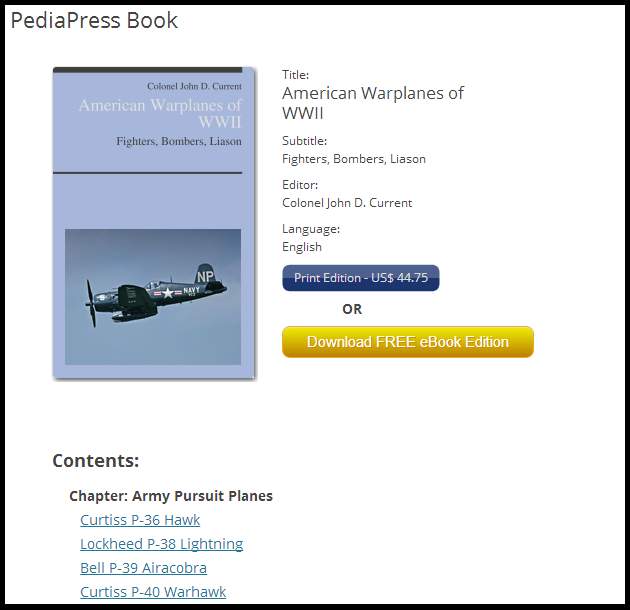 PediaPress Book
Colonel John D. Current
American Warplanes of
WWII
Fighters, Bombers, Liason
NP
NAVY
Title:
American Warplanes of
WWII
Subtitle:
Fighters, Bombers, Liason
Editor:
Colonel John D. Current
Language:
English
Print Edition - US$ 44.75
OR
Download FREE eBook Edition
Contents:
Chapter: Army Pursuit Planes
Curtiss P-36 Hawk
Lockheed P-38 Lightning
Bell P-39 Airacobra
Curtiss P-40 Warhawk